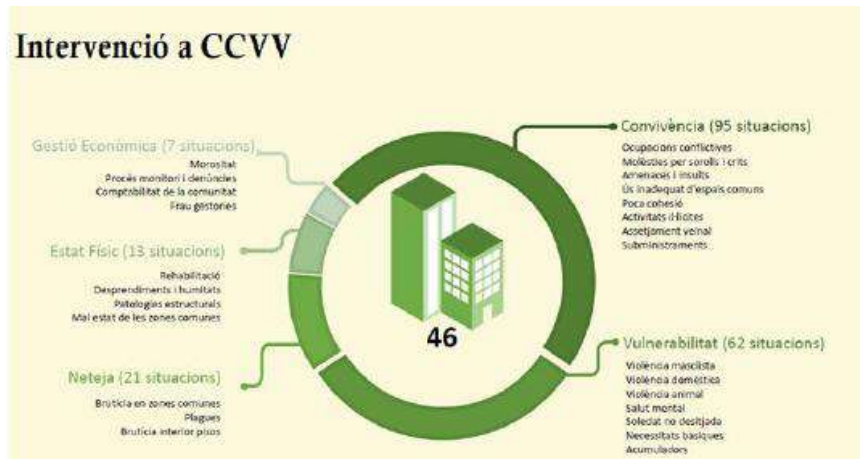 Intervenció a CCVV
Gestió Econòmica (7 situacions)
Morositat
Procés monitori i denúncies
Comptabilitat de la comunitat
Frau gestories
Estat Físic (13 situacions)
Rehabilitació
Desprendiments i humitats
Patologias estructurals
Mal estat de les zones comunes
Neteja (21 situacions)
Brutícia en zones comunes
Plagues
Brutícia interior pisos
46
Convivència (95 situacions)
Ocupacions conflictives
Molèsties per sorolls i crits
Amenaces i insults
Ús inadequat d'espais comuns
Poca cohesió
Activitats il·lícites
Assetjament veïnal
Subministraments
Vulnerabilitat (62 situacions)
Violència masclista
Violència domèstica
Violència animal
Salut mental
Soledat no desitjada
Necessitats basiques
Acumuladors